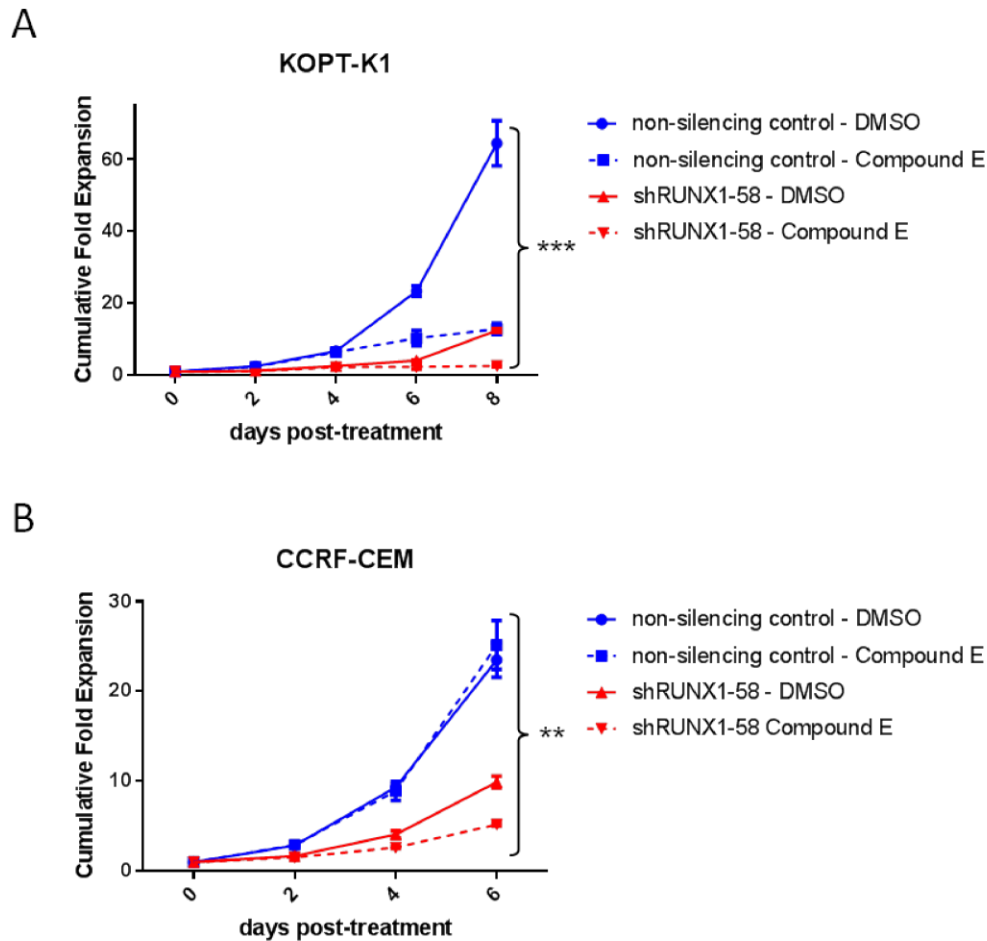 A
KOPT-K1
Cumulative Fold Expansion
60
40
20
0
0 2 4 6 8
days post-treatment
non-silencing control - DMSO
non-silencing control - Compound E
shRUNX1-58 - DMSO
shRUNX1-58 - Compound E
***
B
CCRF-CEM
Cumulative Fold Expansion
30
20
10
0
0 2 4 6
days post-treatment
non-silencing control - DMSO
non-silencing control - Compound E
shRUNX1-58 - DMSO
shRUNX1-58 Compound E
**